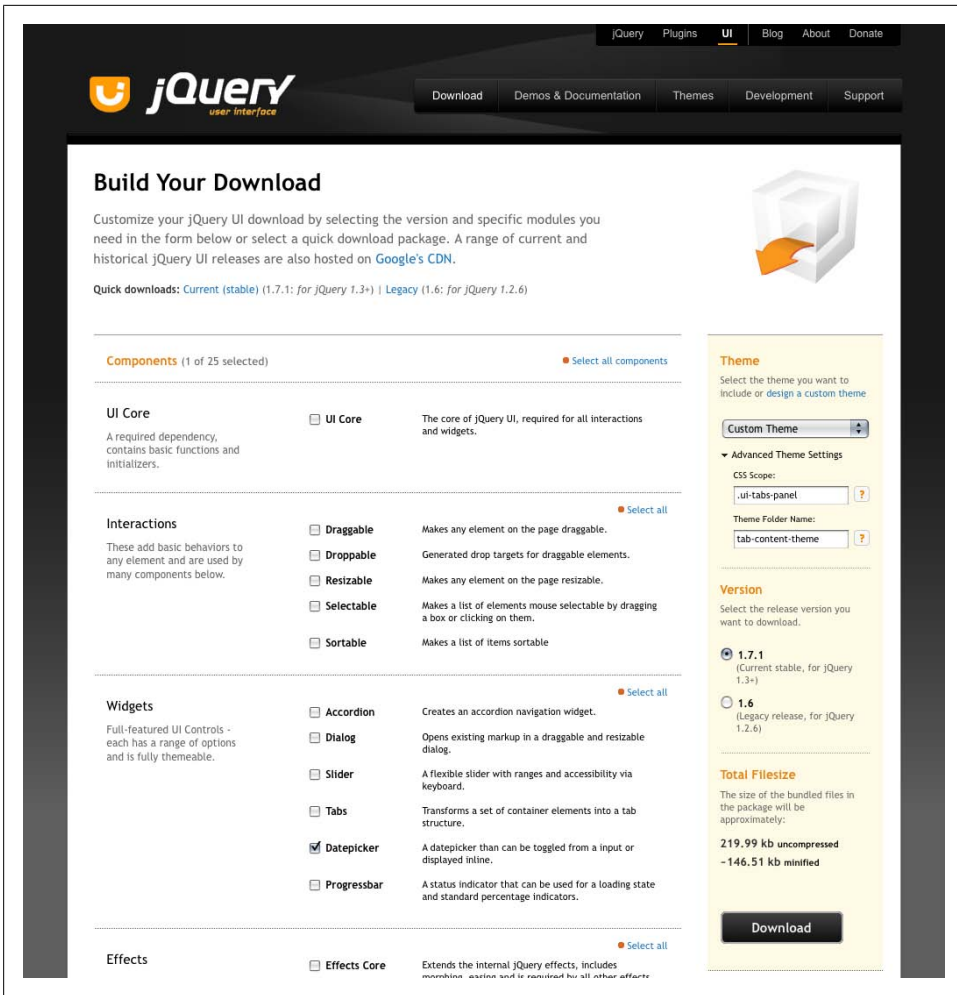 jQuery Plugins UI Blog About Donate
jQuery
user interface
Download Demos & Documentation Themes Development Support
Build Your Download
Customize your jQuery UI download by selecting the version and specific modules you
need in the form below or select a quick download package. A range of current and
historical jQuery UI releases are also hosted on Google's CDN.
Quick downloads: Current (stable) (1.7.1: for jQuery 1.3+) | Legacy (1.6: for jQuery 1.2.6)
Components (1 of 25 selected)
Select all components
UI Core
A required dependency,
contains basic functions and
initializers.
UI Core
The core of jQuery UI, required for all interactions
and widgets.
Select all
Interactions
These add basic behaviors to
any element and are used by
many components below.
Draggable
Makes any element on the page draggable.
Droppable
Generated drop targets for draggable elements.
Resizable
Makes any element on the page resizable.
Selectable
Makes a list of elements mouse selectable by dragging
a box or clicking on them.
Sortable
Makes a list of items sortable
Select all
Widgets
Full-featured UI Controls -
each has a range of options
and is fully themeable.
Accordion
Creates an accordion navigation widget.
Dialog
Opens existing markup in a draggable and resizable
dialog.
Slider
A flexible slider with ranges and accessibility via
keyboard.
Tabs
Transforms a set of container elements into a tab
structure.
Datepicker
A datepicker than can be toggled from a input or
displayed inline.
Progressbar
A status indicator that can be used for a loading state
and standard percentage indicators.
Select all
Effects
Effects Core
Extends the internal jQuery effects, includes
morphing, easing and is required by all other effects
Theme
Select the theme you want to
include or design a custom theme
Custom Theme
Advanced Theme Settings
CSS Scope:
.ui-tabs-panel ?
Theme Folder Name:
tab-content-theme ?
Version
Select the release version you
want to download.
1.7.1
(Current stable, for jQuery
1.3+)
1.6
(Legacy release, for jQuery
1.2.6)
Total Filesize
The size of the bundled files in
the package will be
approximately:
219.99 kb uncompressed
~146.51 kb minified
Download